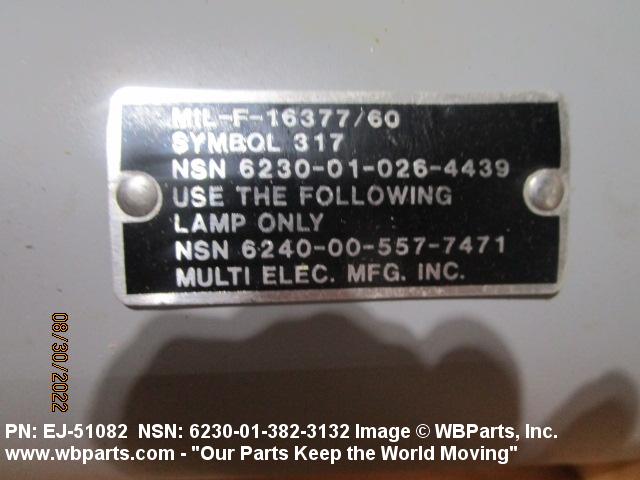 MIL-F-16377/60
SYMBOL 317
NSN 6230-01-026-4439
USE THE FOLLOWING
LAMP ONLY
NSN 6240-00-557-7471
MULTI ELEC. MFG. INC.
08/30/2022
PN: EJ-51082 NSN: 6230-01-382-3132 Image © WBParts, Inc.
www.wbparts.com - "Our Parts Keep the World Moving"